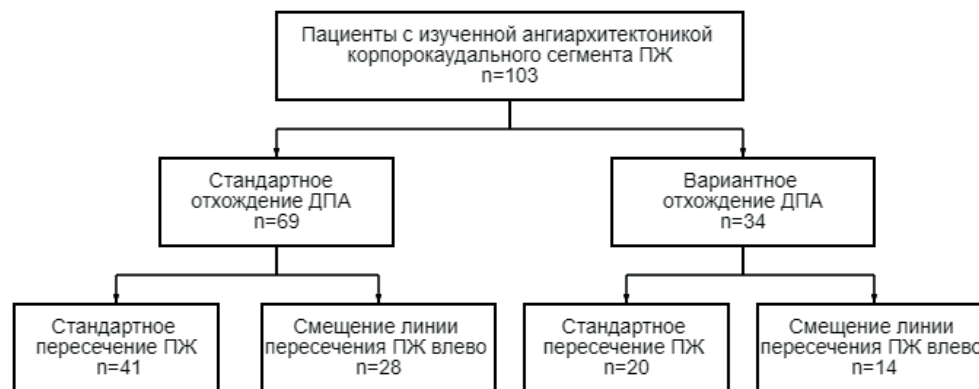 Пациенты с изученной ангиархитектоникой
корпорокаудального сегмента ПЖ
n=103
Стандартное
отхождение ДПА
n=69
Вариантное
отхождение ДПА
n=34
Стандартное
пересечение ПЖ
n=41
Смещение линии
пересечения ПЖ влево
n=28
Стандартное
пересечение ПЖ
n=20
Смещение линии
пересечения ПЖ влево
n=14